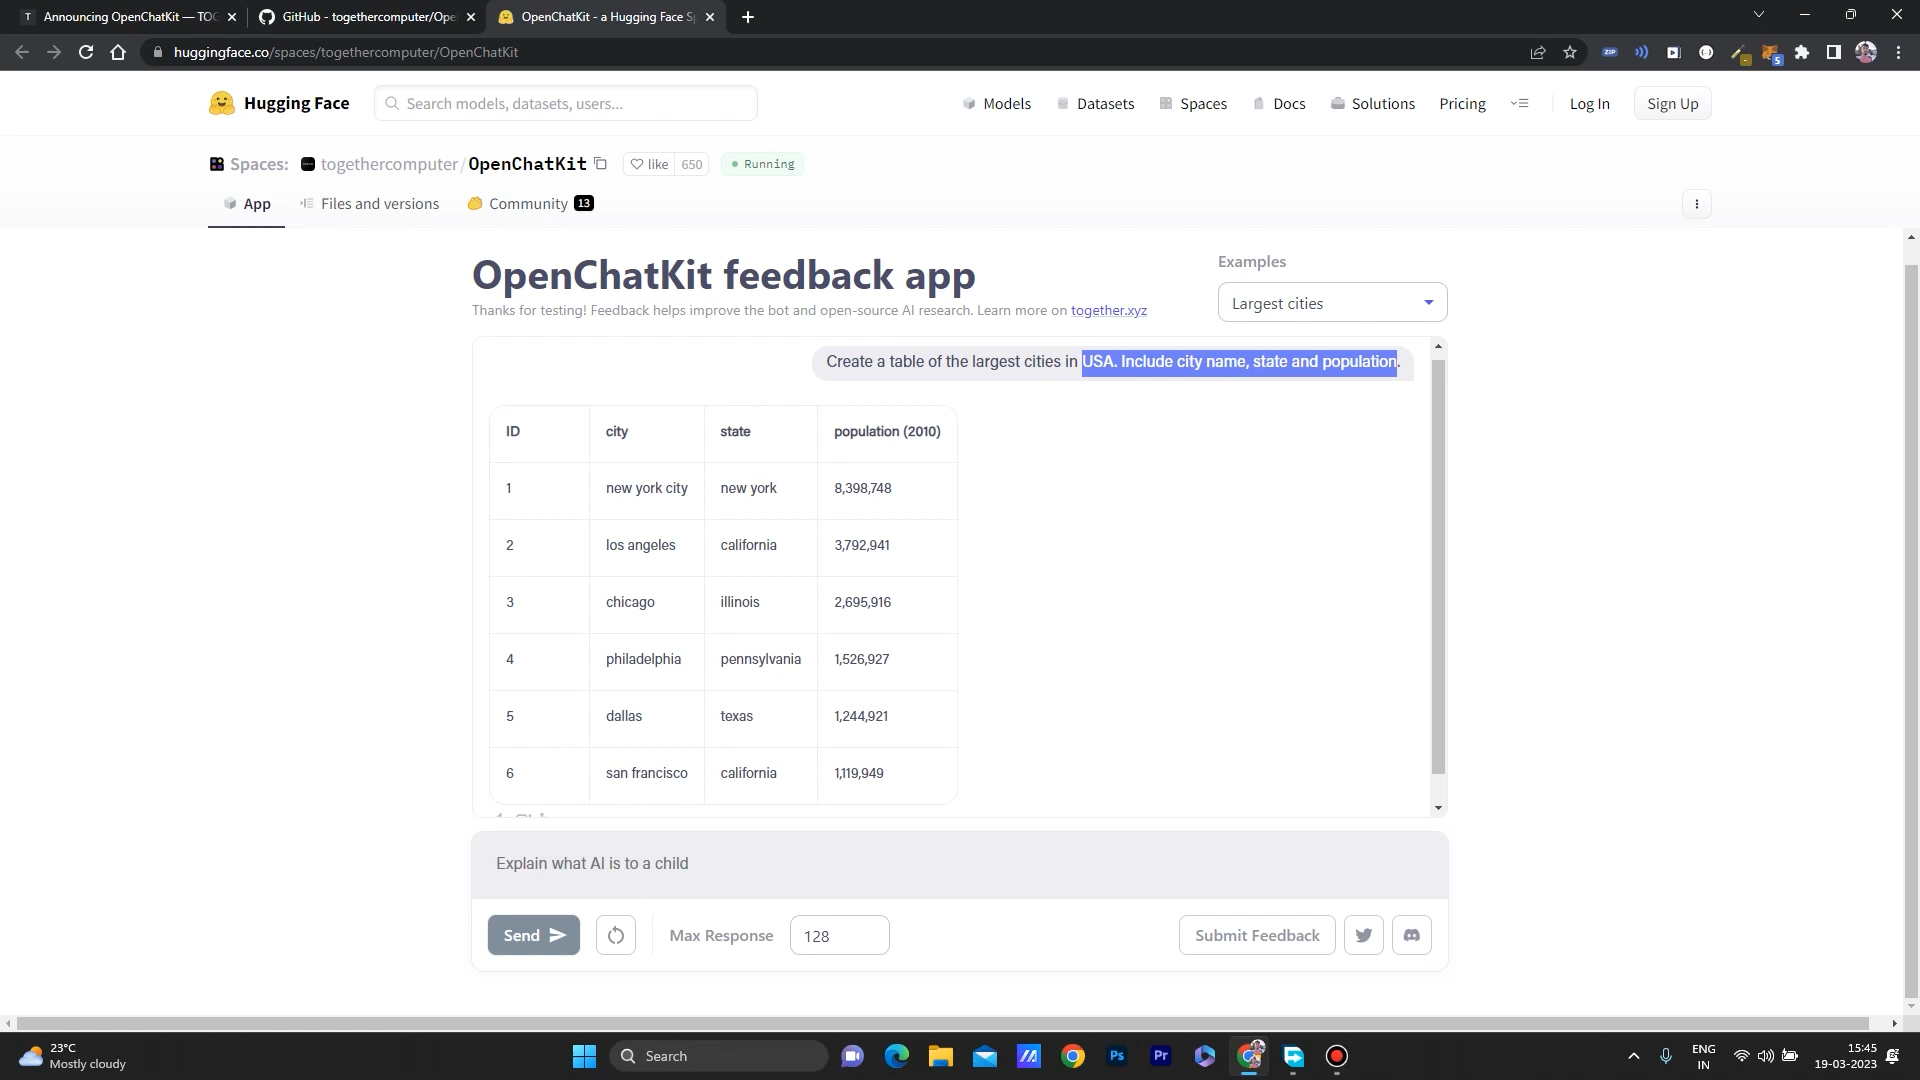 Announcing OpenChatKit — TOG
GitHub - togethercomputer/Ope
OpenChatKit - a Hugging Face S
huggingface.co/spaces/togethercomputer/OpenChatKit
Hugging Face
Search models, datasets, users...
Models
Datasets
Spaces
Docs
Solutions
Pricing
Log In
Sign Up
Spaces:
togethercomputer/OpenChatKit
like
650
Running
App
Files and versions
Community
13
OpenChatKit feedback app
Thanks for testing! Feedback helps improve the bot and open-source AI research. Learn more on together.xyz
Examples
Largest cities
Create a table of the largest cities in USA. Include city name, state and population.
ID city state population (2010)
1 new york city new york 8,398,748
2 los angeles california 3,792,941
3 chicago illinois 2,695,916
4 philadelphia pennsylvania 1,526,927
5 dallas texas 1,244,921
6 san francisco california 1,119,949
Explain what AI is to a child
Send
Max Response
128
Submit Feedback
23°C
Mostly cloudy
Search
Ps
Pr
ENG
IN
15:45
19-03-2023